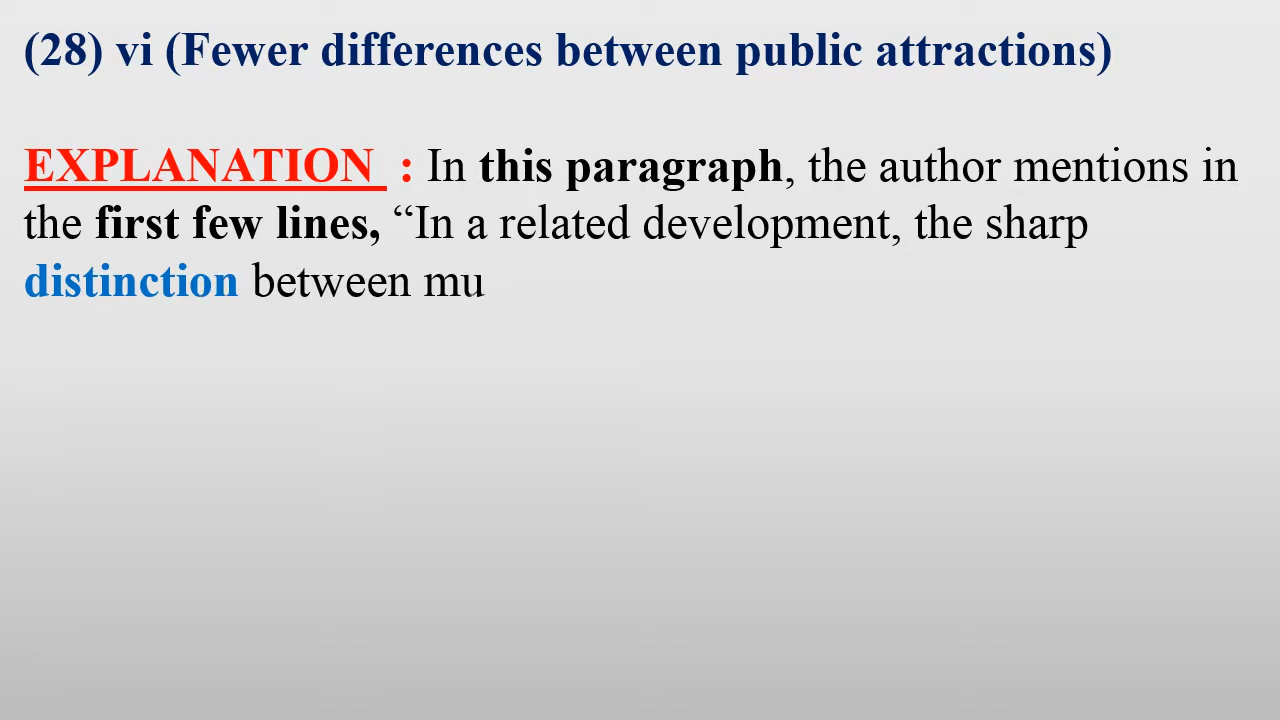 (28) vi (Fewer differences between public attractions)
EXPLANATION : In this paragraph, the author mentions in
the first few lines, “In a related development, the sharp
distinction between mu